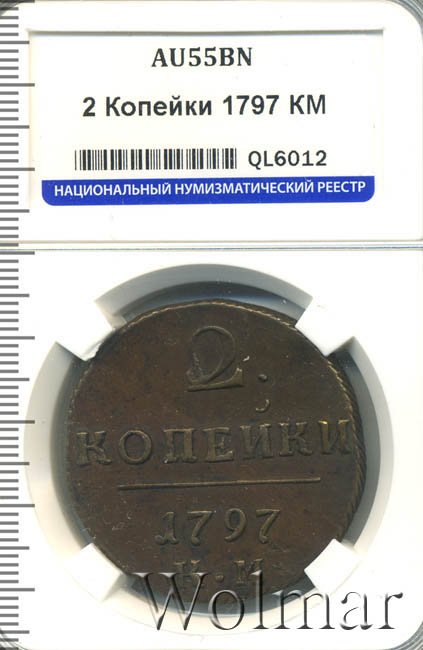 AU55BN
2 Копейки 1797 КМ
QL6012
НАЦИОНАЛЬНЫЙ НУМИЗМАТИЧЕСКИЙ РЕЕСТР
2.
КОПЕЙКИ
1797
К.М
Wolmar